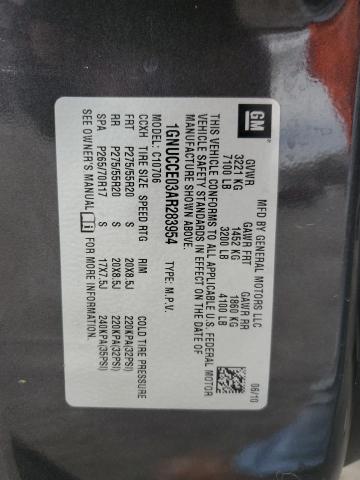 GM
MFD BY GENERAL MOTORS LLC
06/10
GVWR GAWR FRT GAWR RR
3221 KG 1452 KG 1860 KG
7100 LB 3200 LB 4100 LB
THIS VEHICLE CONFORMS TO ALL APPLICABLE U.S. FEDERAL MOTOR
VEHICLE SAFETY STANDARDS IN EFFECT ON THE DATE OF
MANUFACTURE SHOWN ABOVE.
1GNUCCE03AR283954 TYPE: M.P.V.
MODEL: C10706
CCXH TIRE SIZE SPEED RTG RIM COLD TIRE PRESSURE
FRT P275/55R20 S 20X8.5J 220KPA(32PSI)
RR P275/55R20 S 20X8.5J 220KPA(32PSI)
SPA P265/70R17 S 17X7.5J 240KPA(35PSI)
SEE OWNERS MANUAL FOR MORE INFORMATION.